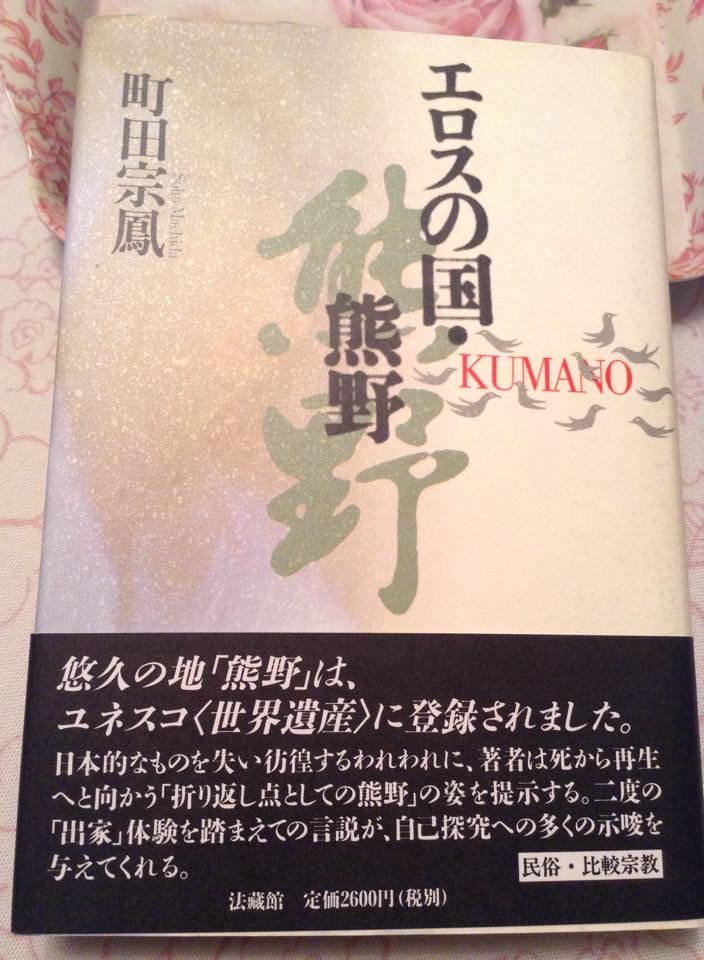 エロスの国・
熊野
熊野
KUMANO
町田宗鳳
Soho Machida
悠久の地「熊野」は、
ユネスコ〈世界遺産〉に登録されました。
日本的なものを失い彷徨するわれわれに、著者は死から再生
へと向かう「折り返し点としての熊野」の姿を提示する。二度の
「出家」体験を踏まえての言説が、自己探究への多くの示唆を
与えてくれる。
民俗・比較宗教
法藏館 定価2600円（税別）